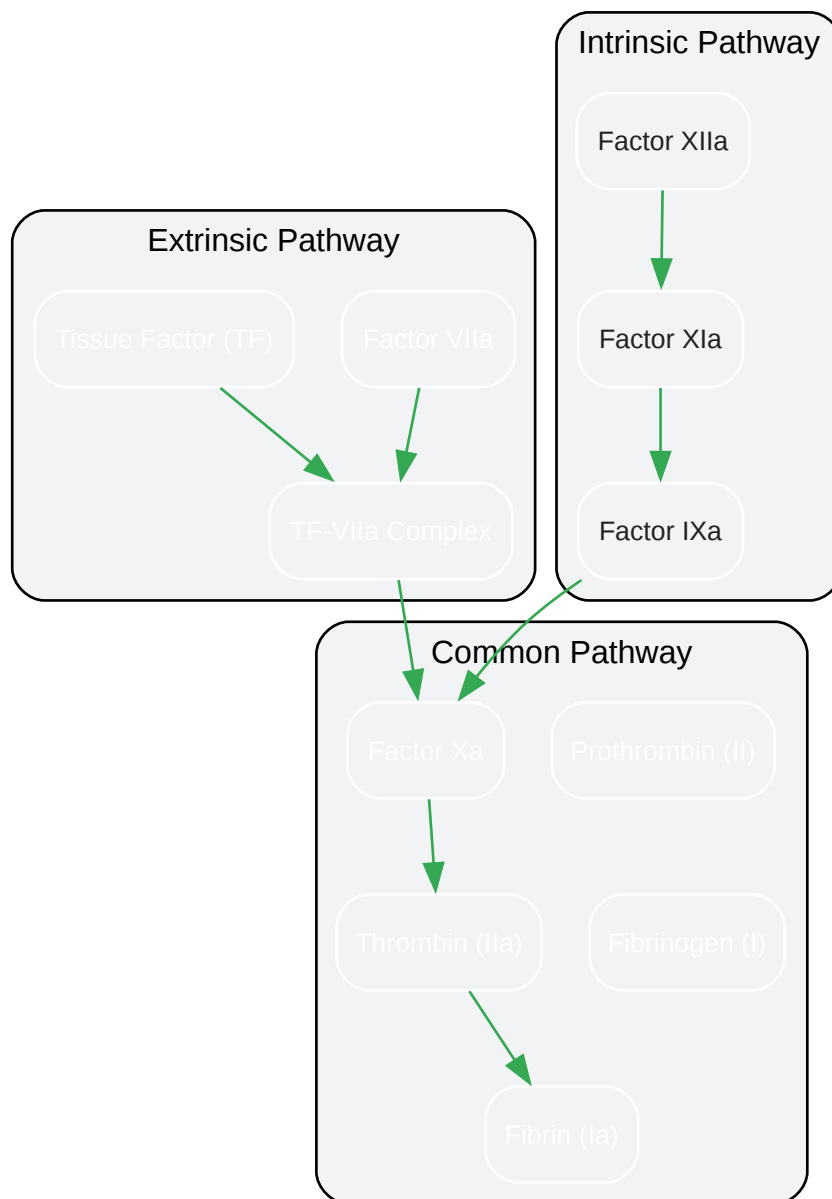 Intrinsic Pathway
Factor XIIa
Extrinsic Pathway
Tissue Factor (TF)
Factor VIIa
Factor XIa
TF-VIIa Complex
Factor IXa
Common Pathway
Factor Xa
Prothrombin (II)
Thrombin (IIa)
Fibrinogen (I)
Fibrin (Ia)